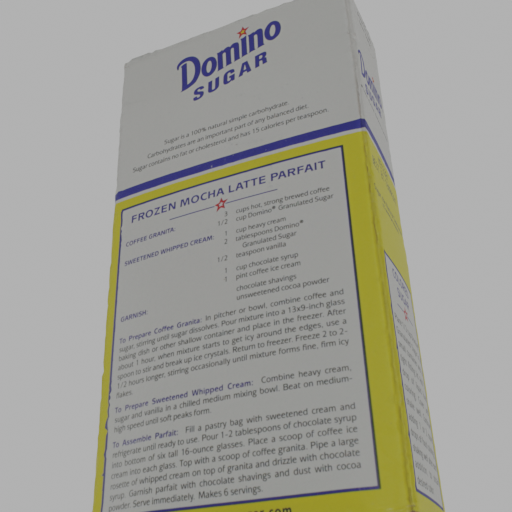 Domino
SUGAR
Sugar is a 100% natural simple carbohydrate.
Carbohydrates are an important part of any balanced diet.
Sugar contains no fat or cholesterol and has 15 calories per teaspoon.
FROZEN MOCHA LATTE PARFAIT
COFFEE GRANITA: 3 cups hot, strong brewed coffee
1/2 cup Domino® Granulated Sugar
SWEETENED WHIPPED CREAM: 1 cup heavy cream
2 tablespoons Domino®
Granulated Sugar
1/2 teaspoon vanilla
1 cup chocolate syrup
1 pint coffee ice cream
GARNISH: chocolate shavings
unsweetened cocoa powder
To Prepare Coffee Granita: In pitcher or bowl, combine coffee and
sugar, stirring until sugar dissolves. Pour mixture into a 13x9-inch glass
baking dish or other shallow container and place in the freezer. After
about 1 hour, when mixture starts to get icy around the edges, use a
spoon to stir and break up ice crystals. Return to freezer. Freeze 2 to 2-
1/2 hours longer, stirring occasionally until mixture forms fine, firm icy
flakes.
To Prepare Sweetened Whipped Cream: Combine heavy cream,
sugar and vanilla in a chilled medium mixing bowl. Beat on medium-
high speed until soft peaks form.
To Assemble Parfait: Fill a pastry bag with sweetened cream and
refrigerate until ready to use. Pour 1-2 tablespoons of chocolate syrup
into bottom of six tall 16-ounce glasses. Place a scoop of coffee ice
cream into each glass. Top with a scoop of coffee granita. Pipe a large
rosette of whipped cream on top of granita and drizzle with chocolate
syrup. Garnish parfait with chocolate shavings and dust with cocoa
powder. Serve immediately. Makes 6 servings.
Domino